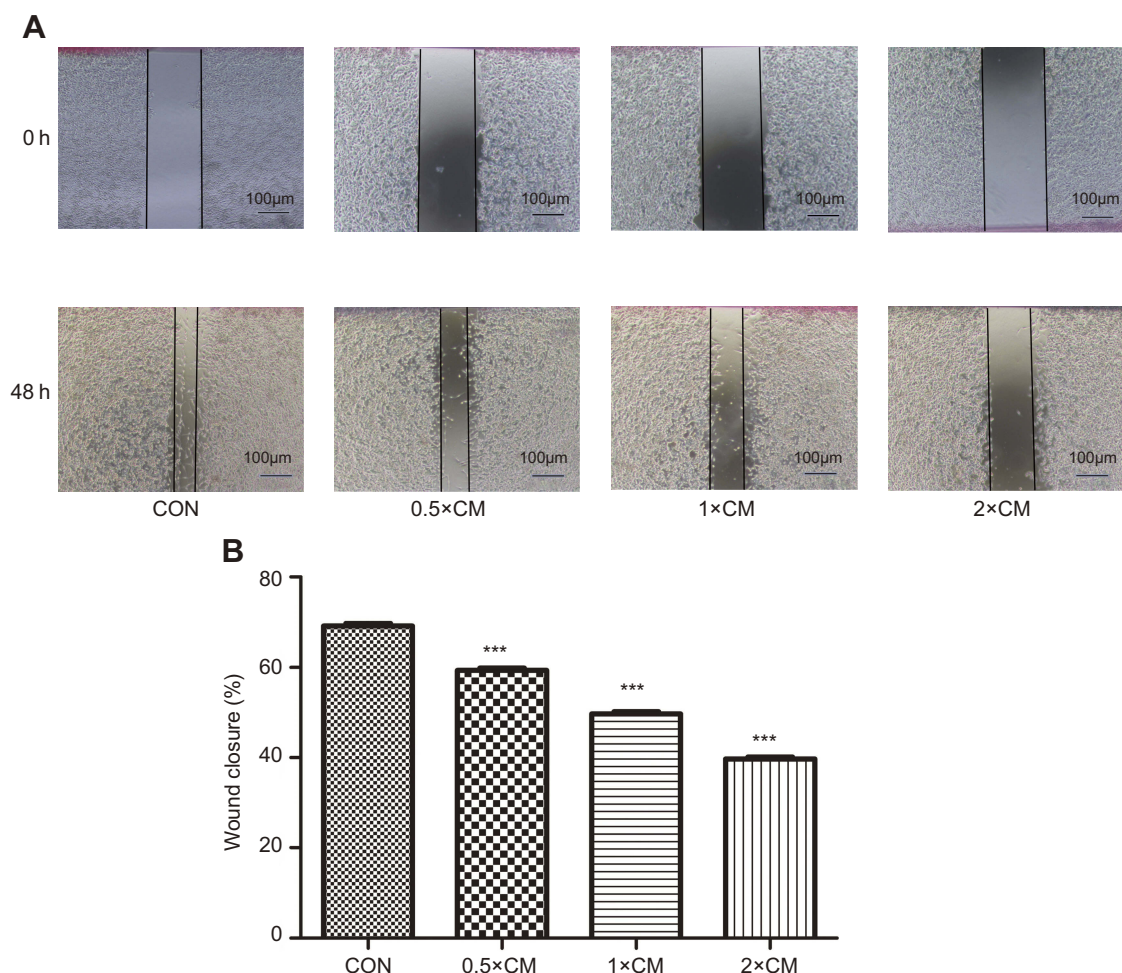 A
0 h
100µm
100µm
100µm
100µm
48 h
100µm
100µm
100µm
100µm
CON
0.5×CM
1×CM
2×CM
B
Wound closure (%)
80
60
40
20
0
***
***
***
CON
0.5×CM
1×CM
2×CM